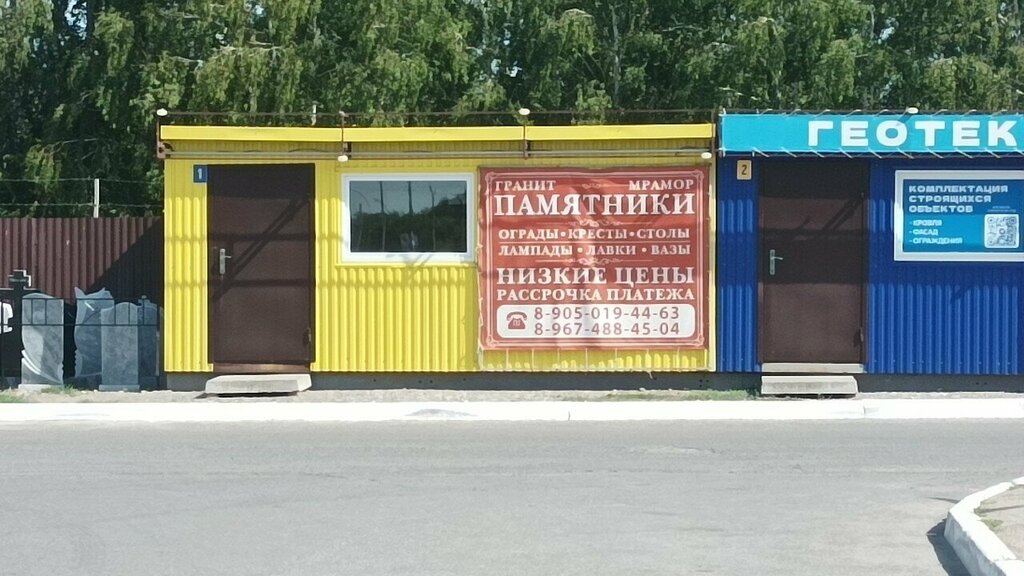 1
ГРАНИТ МРАМОР
ПАМЯТНИКИ
ОГРАДЫ • КРЕСТЫ • СТОЛЫ
ЛАМПАДЫ • ЛАВКИ • ВАЗЫ
НИЗКИЕ ЦЕНЫ
РАССРОЧКА ПЛАТЕЖА
8-905-019-44-63
8-967-488-45-04
ГЕОТЕК
2
КОМПЛЕКТАЦИЯ
СТРОЯЩИХСЯ
ОБЪЕКТОВ
- КРОВЛЯ
- ФАСАД
- ОГРАЖДЕНИЯ